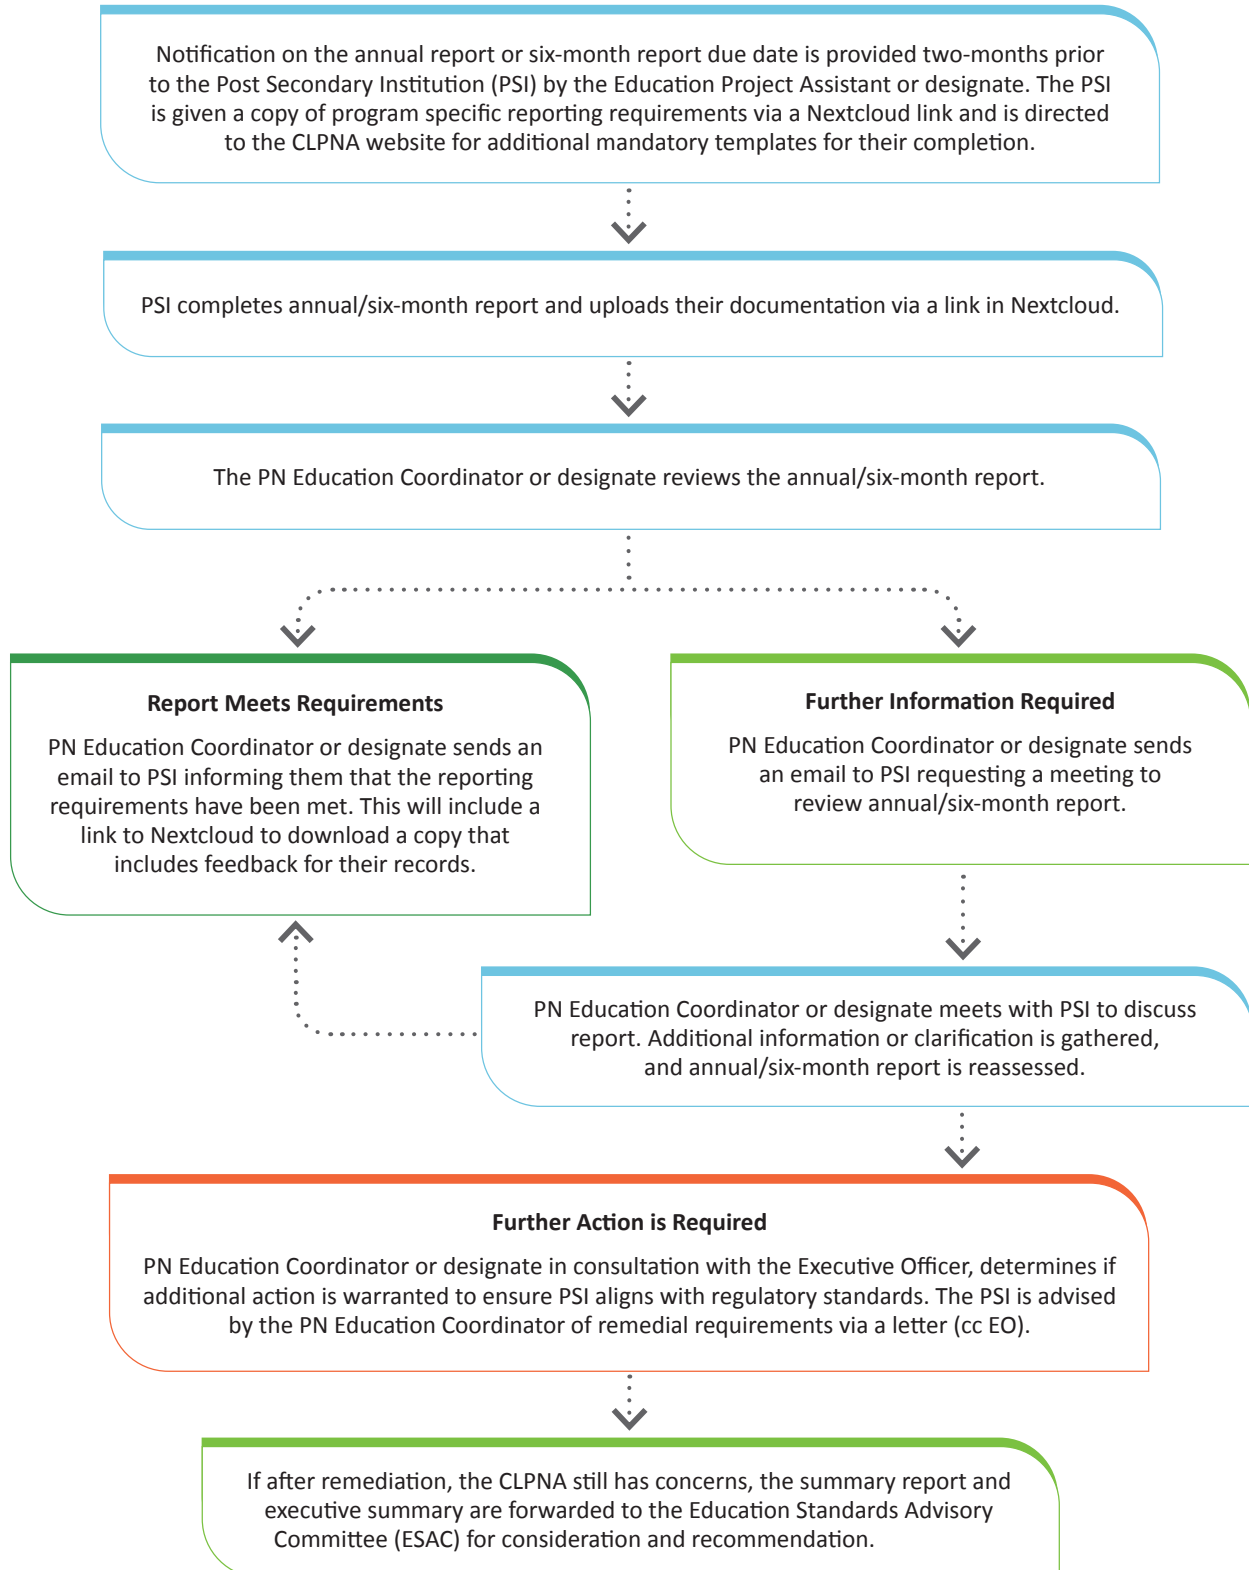 Notification on the annual report or six-month report due date is provided two-months prior
to the Post Secondary Institution (PSI) by the Education Project Assistant or designate. The PSI
is given a copy of program specific reporting requirements via a Nextcloud link and is directed
to the CLPNA website for additional mandatory templates for their completion.
PSI completes annual/six-month report and uploads their documentation via a link in Nextcloud.
The PN Education Coordinator or designate reviews the annual/six-month report.
Report Meets Requirements
PN Education Coordinator or designate sends an
email to PSI informing them that the reporting
requirements have been met. This will include a
link to Nextcloud to download a copy that
includes feedback for their records.
Further Information Required
PN Education Coordinator or designate sends
an email to PSI requesting a meeting to
review annual/six-month report.
PN Education Coordinator or designate meets with PSI to discuss
report. Additional information or clarification is gathered,
and annual/six-month report is reassessed.
Further Action is Required
PN Education Coordinator or designate in consultation with the Executive Officer, determines if
additional action is warranted to ensure PSI aligns with regulatory standards. The PSI is advised
by the PN Education Coordinator of remedial requirements via a letter (cc EO).
If after remediation, the CLPNA still has concerns, the summary report and
executive summary are forwarded to the Education Standards Advisory
Committee (ESAC) for consideration and recommendation.